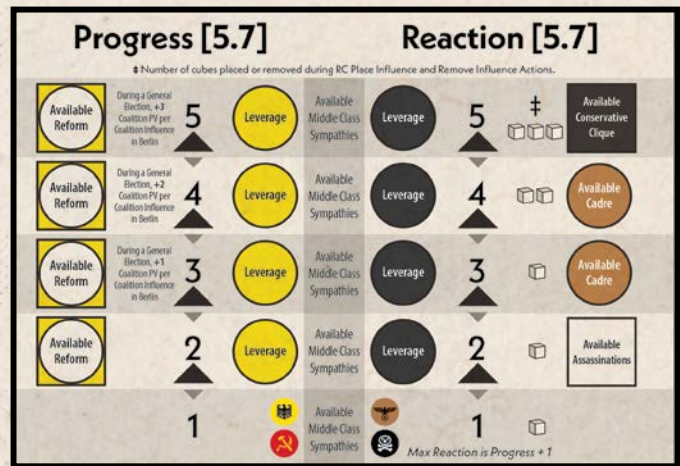 Progress [5.7] Reaction [5.7]
‡ Number of cubes placed or removed during RC Place Influence and Remove Influence Actions.
Available
Reform
During a General
Election, +3
Coalition PV per
Coalition Influence
in Berlin
5
Leverage
Available
Middle Class
Sympathies
Leverage
5
‡
Available
Conservative
Clique
Available
Reform
During a General
Election, +2
Coalition PV per
Coalition Influence
in Berlin
4
Leverage
Available
Middle Class
Sympathies
Leverage
4
Available
Cadre
Available
Reform
During a General
Election, +1
Coalition PV per
Coalition Influence
in Berlin
3
Leverage
Available
Middle Class
Sympathies
Leverage
3
Available
Cadre
Available
Reform
2
Leverage
Available
Middle Class
Sympathies
Leverage
2
Available
Assassinations
1
Available
Middle Class
Sympathies
1
Max Reaction is Progress + 1